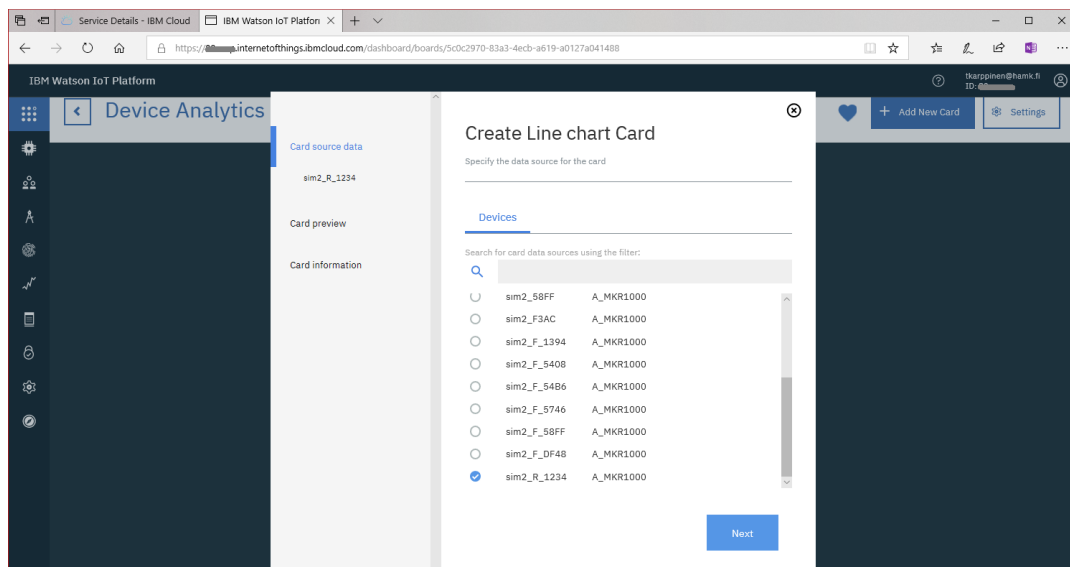 Service Details - IBM Cloud
IBM Watson IoT Platforr
https://
.internetofthings.ibmcloud.com/dashboard/boards/5c0c2970-83a3-4ecb-a619-a0127a041488
IBM Watson IoT Platform
tkarppinen@hamk.fi
ID:
Device Analytics
Add New Card
Settings
Card source data
sim2_R_1234
Card preview
Card information
Create Line chart Card
Specify the data source for the card
Devices
Search for card data sources using the filter:
sim2_58FF A_MKR1000
sim2_F3AC A_MKR1000
sim2_F_1394 A_MKR1000
sim2_F_5408 A_MKR1000
sim2_F_54B6 A_MKR1000
sim2_F_5746 A_MKR1000
sim2_F_58FF A_MKR1000
sim2_F_DF48 A_MKR1000
sim2_R_1234 A_MKR1000
Next